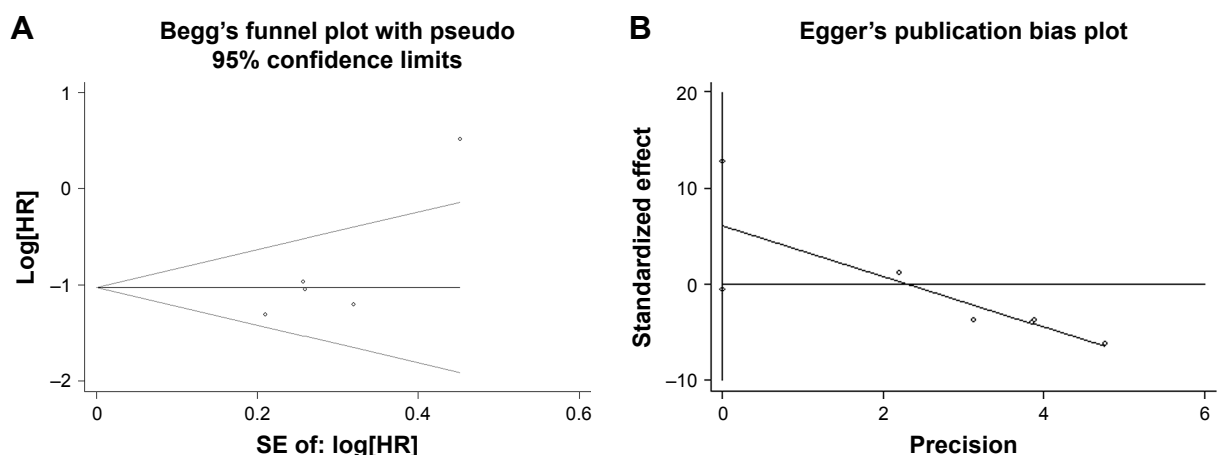 A
Begg’s funnel plot with pseudo
95% confidence limits
Log[HR]
1
0
–1
–2
0
0.2
0.4
0.6
SE of: log[HR]
B
Egger’s publication bias plot
Standardized effect
20
10
0
–10
0
2
4
6
Precision